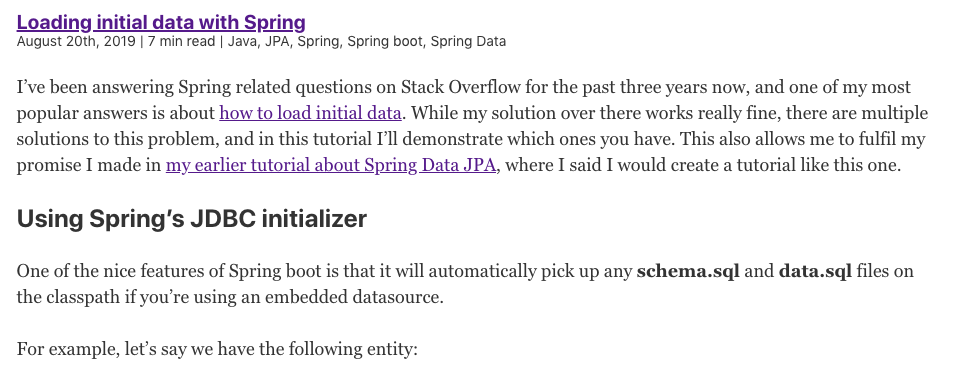 Loading initial data with Spring
August 20th, 2019 | 7 min read | Java, JPA, Spring, Spring boot, Spring Data
I’ve been answering Spring related questions on Stack Overflow for the past three years now, and one of my most
popular answers is about how to load initial data. While my solution over there works really fine, there are multiple
solutions to this problem, and in this tutorial I’ll demonstrate which ones you have. This also allows me to fulfil my
promise I made in my earlier tutorial about Spring Data JPA, where I said I would create a tutorial like this one.
Using Spring’s JDBC initializer
One of the nice features of Spring boot is that it will automatically pick up any schema.sql and data.sql files on
the classpath if you’re using an embedded datasource.
For example, let’s say we have the following entity: